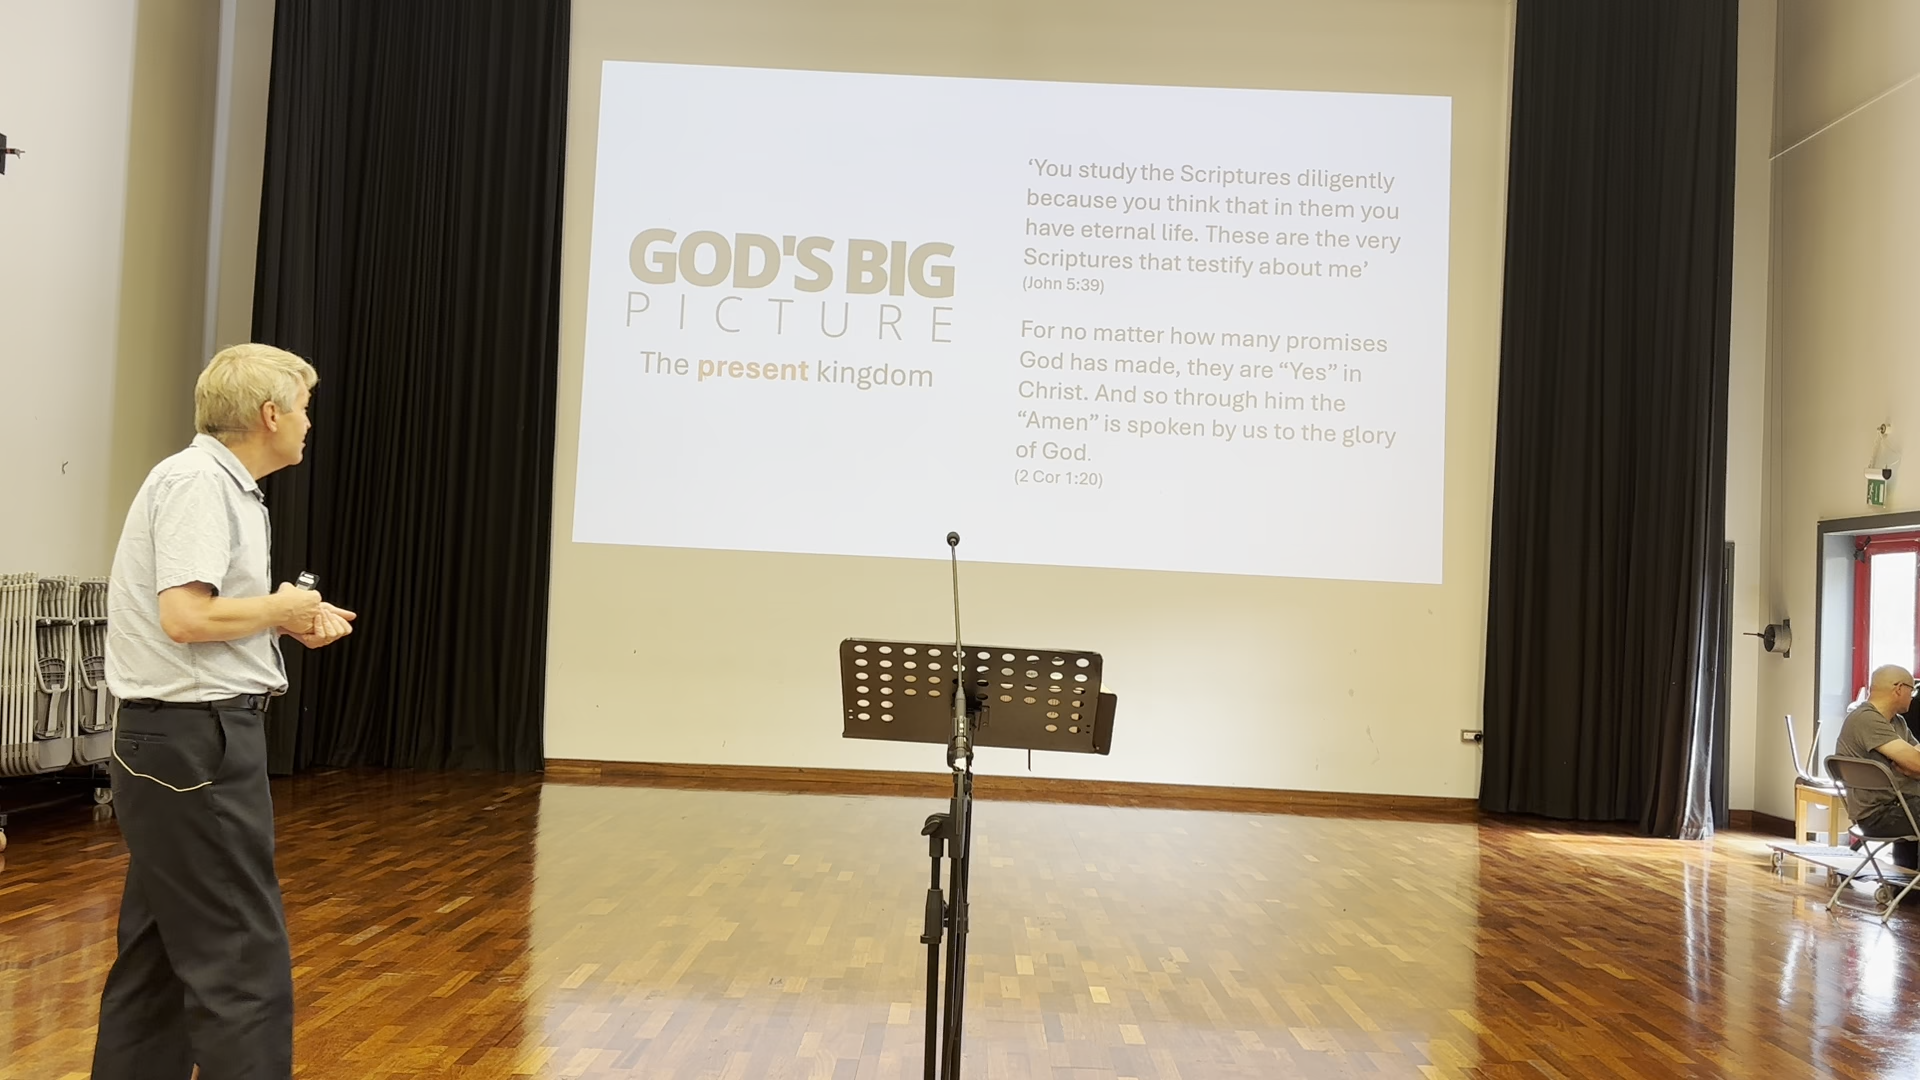 GOD'S BIG
PICTURE
The present kingdom
‘You study the Scriptures diligently
because you think that in them you
have eternal life. These are the very
Scriptures that testify about me’
(John 5:39)
For no matter how many promises
God has made, they are “Yes” in
Christ. And so through him the
“Amen” is spoken by us to the glory
of God.
(2 Cor 1:20)